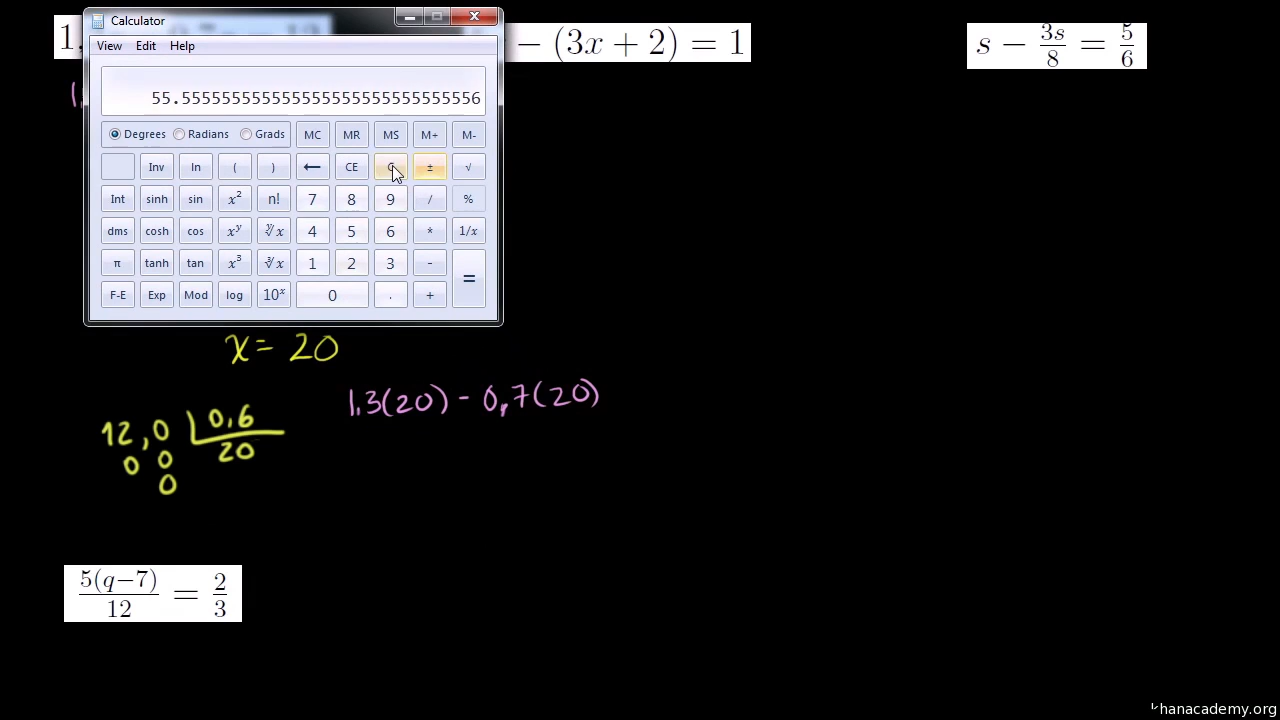 Calculator
1.
− (3x + 2) = 1
s − 3s/8 = 5/6
View Edit Help
55.555555555555555555555555555556
Degrees Radians Grads MC MR MS M+ M-
Inv ln ( ) ← CE C ± √
Int sinh sin x² n! 7 8 9 / %
dms cosh cos xʸ ʸ√x 4 5 6 * 1/x
π tanh tan x³ ³√x 1 2 3 - =
F-E Exp Mod log 10ˣ 0 . +
x = 20
1.3(20) - 0,7(20)
12,0 0,6
0 0 20
0
5(q−7)/12 = 2/3
khanacademy.org